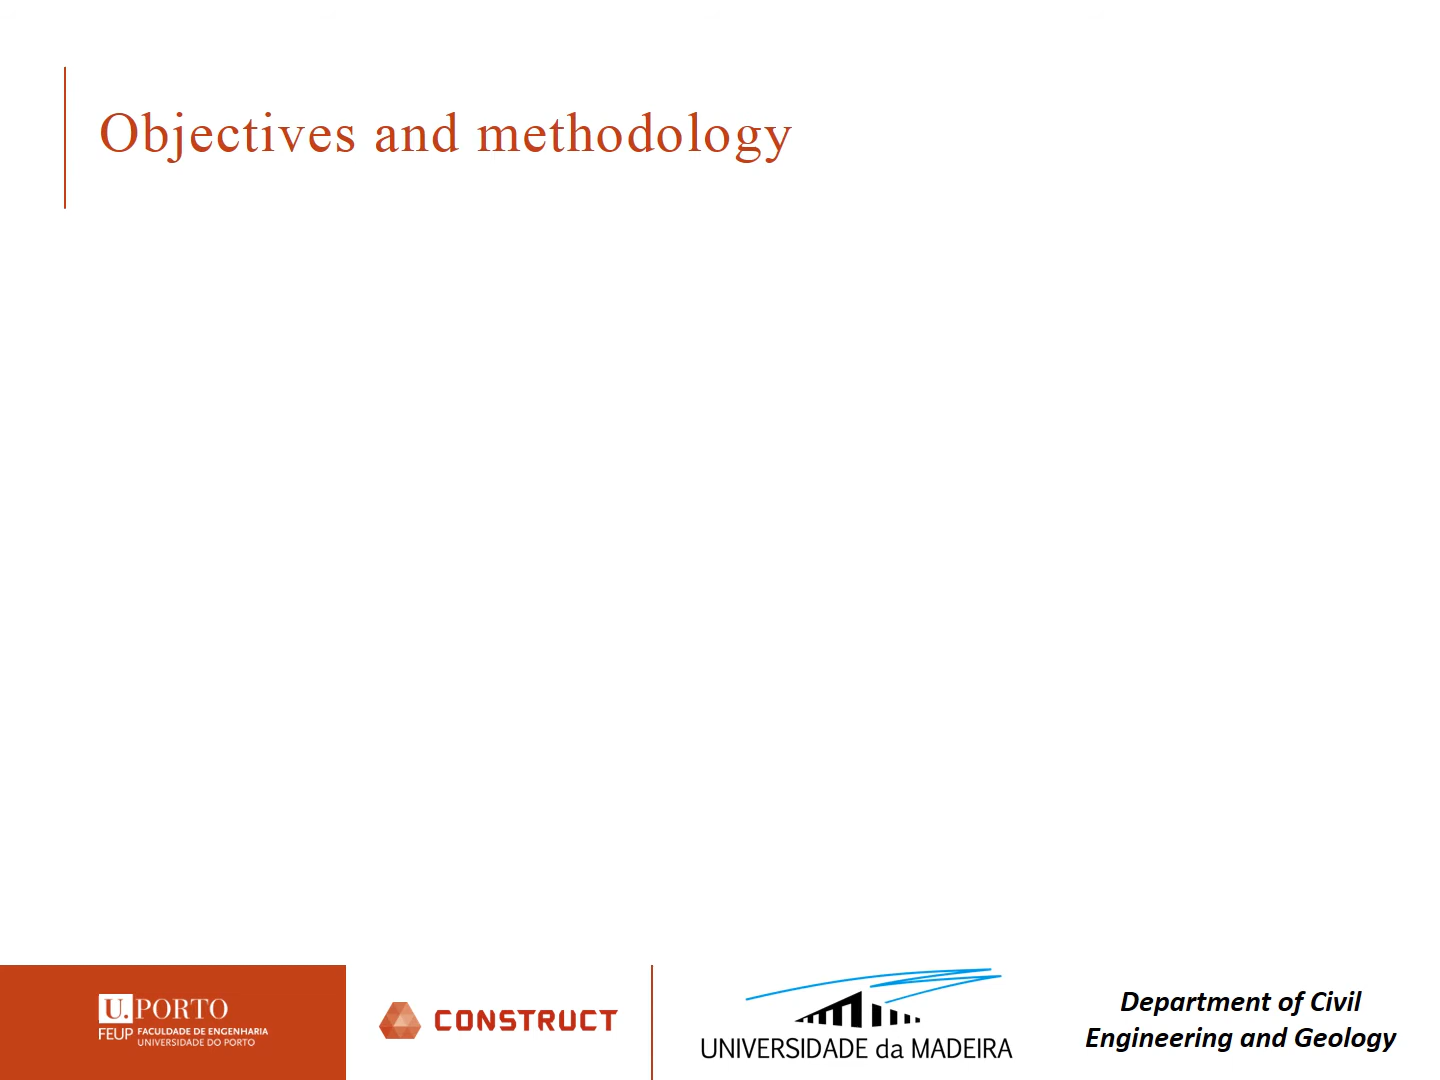 Objectives and methodology
U.PORTO
FEUP FACULDADE DE ENGENHARIA
UNIVERSIDADE DO PORTO
CONSTRUCT
UNIVERSIDADE da MADEIRA
Department of Civil
Engineering and Geology